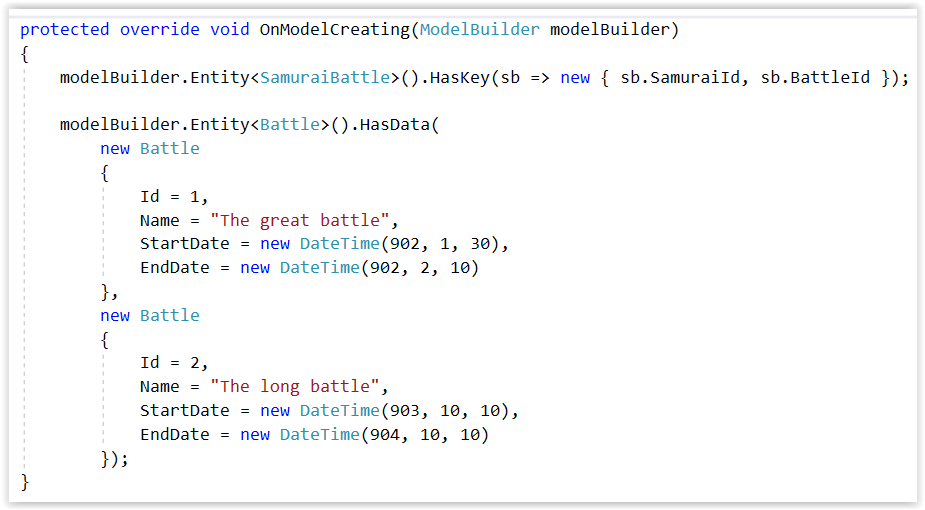 protected override void OnModelCreating(ModelBuilder modelBuilder)
{
    modelBuilder.Entity<SamuraiBattle>().HasKey(sb => new { sb.SamuraiId, sb.BattleId });

    modelBuilder.Entity<Battle>().HasData(
        new Battle
        {
            Id = 1,
            Name = "The great battle",
            StartDate = new DateTime(902, 1, 30),
            EndDate = new DateTime(902, 2, 10)
        },
        new Battle
        {
            Id = 2,
            Name = "The long battle",
            StartDate = new DateTime(903, 10, 10),
            EndDate = new DateTime(904, 10, 10)
        });
}